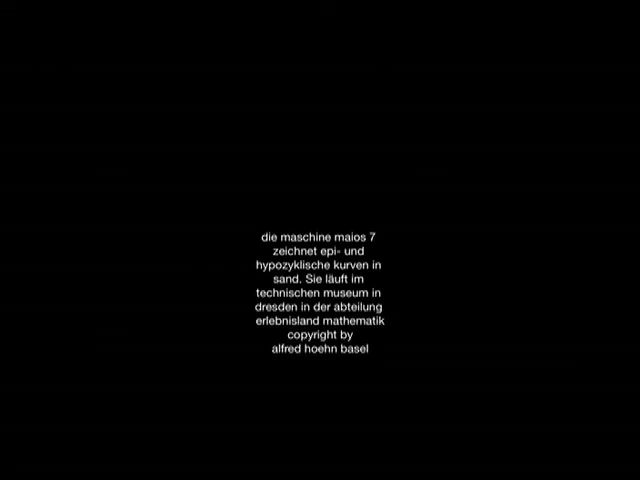 die maschine maios 7
zeichnet epi- und
hypozyklische kurven in
sand. Sie läuft im
technischen museum in
dresden in der abteilung
erlebnisland mathematik
copyright by
alfred hoehn basel